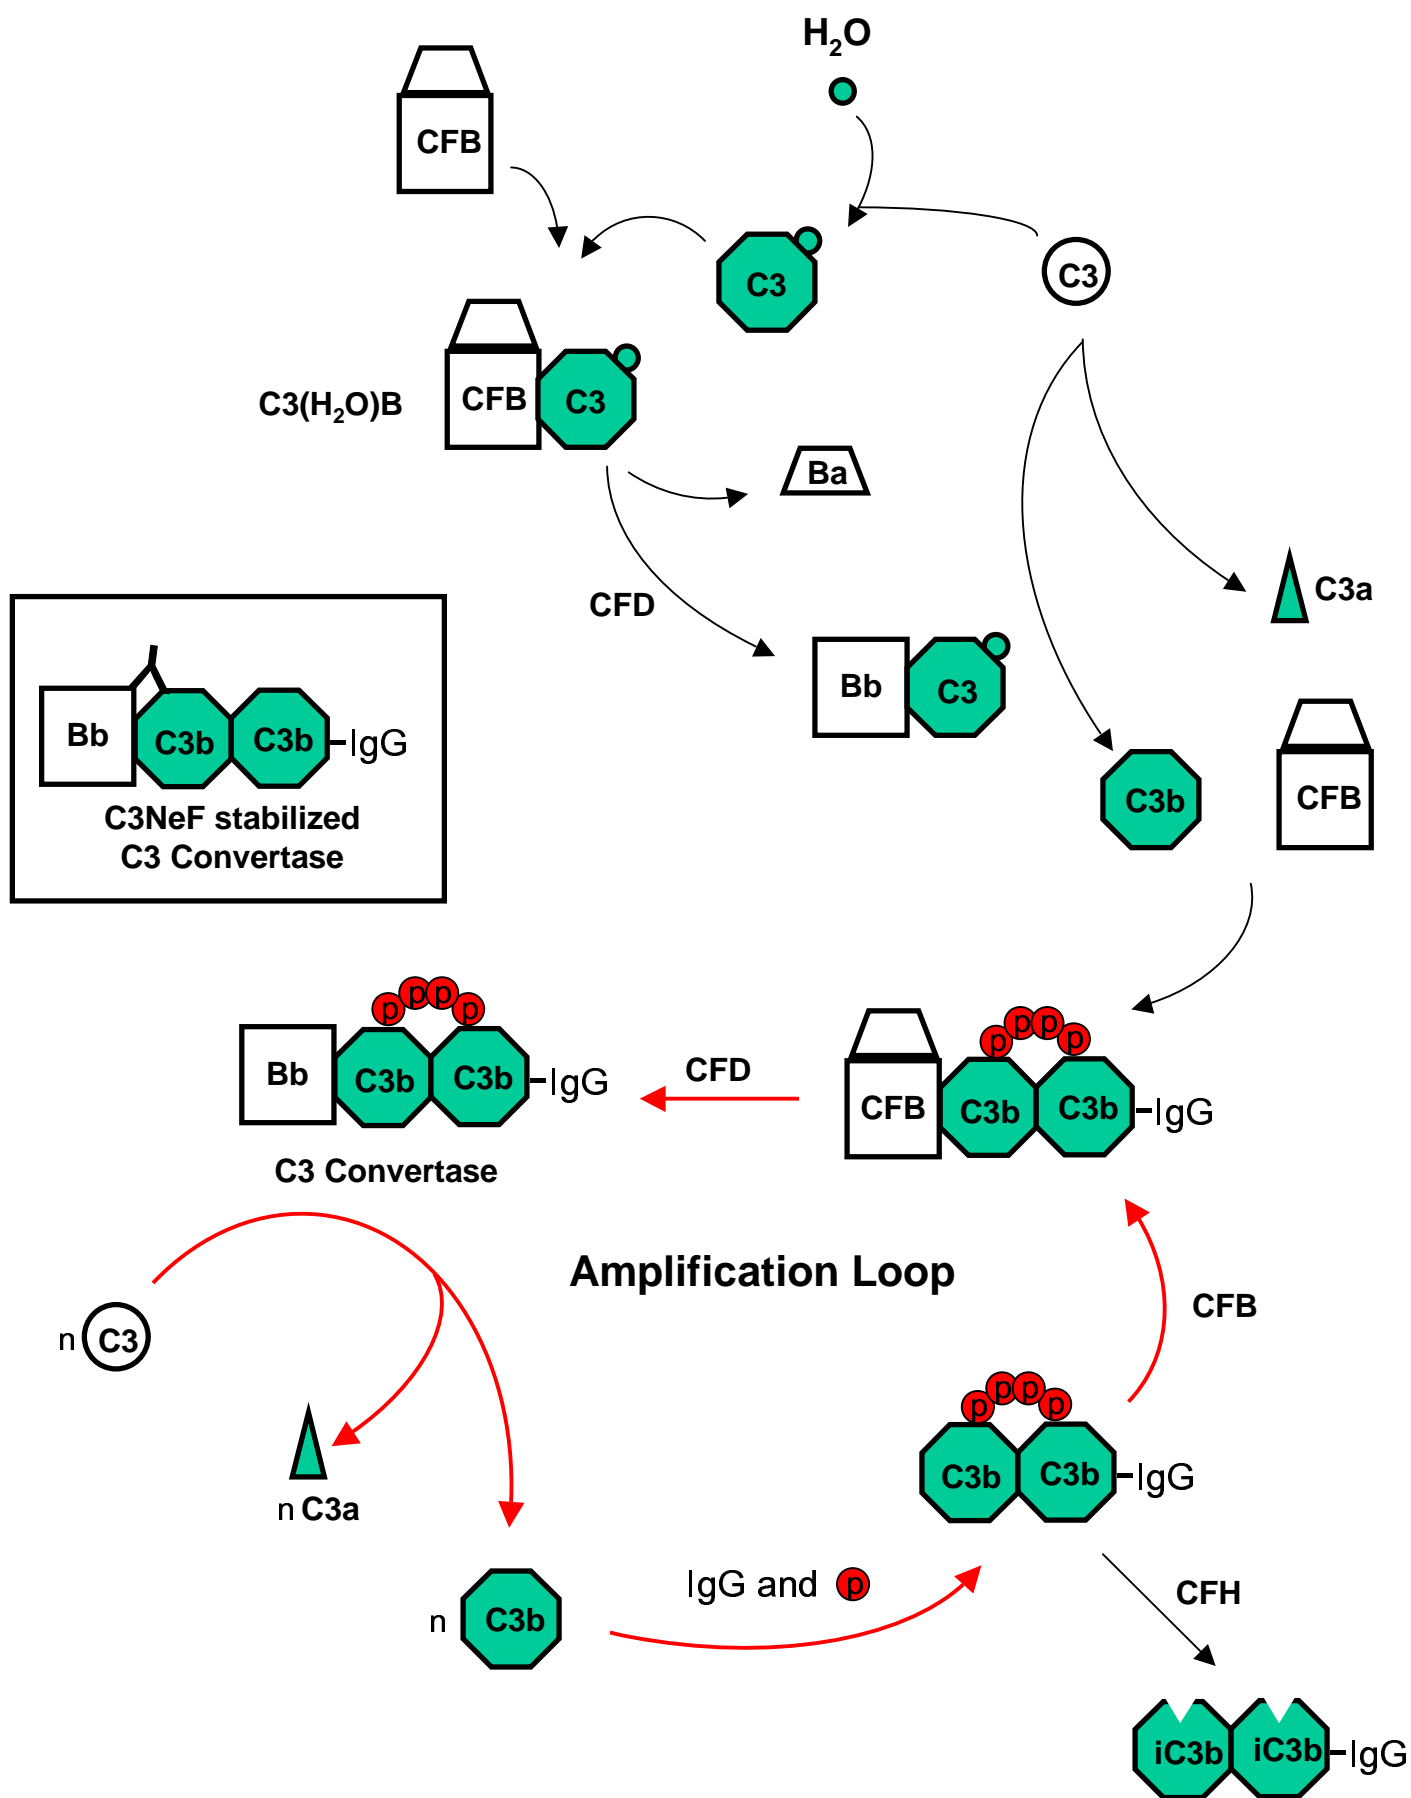 H2O
CFB
C3
C3
C3(H2O)B
CFB
C3
Ba
CFD
C3a
Bb
C3
Bb
C3b
C3b
IgG
C3NeF stabilized
C3 Convertase
C3b
CFB
p
p
p
p
Bb
C3b
C3b
IgG
C3 Convertase
CFD
p
p
p
p
CFB
C3b
C3b
IgG
Amplification Loop
CFB
n C3
n C3a
p
p
p
p
C3b
C3b
IgG
n C3b
IgG and p
CFH
iC3b
iC3b
IgG